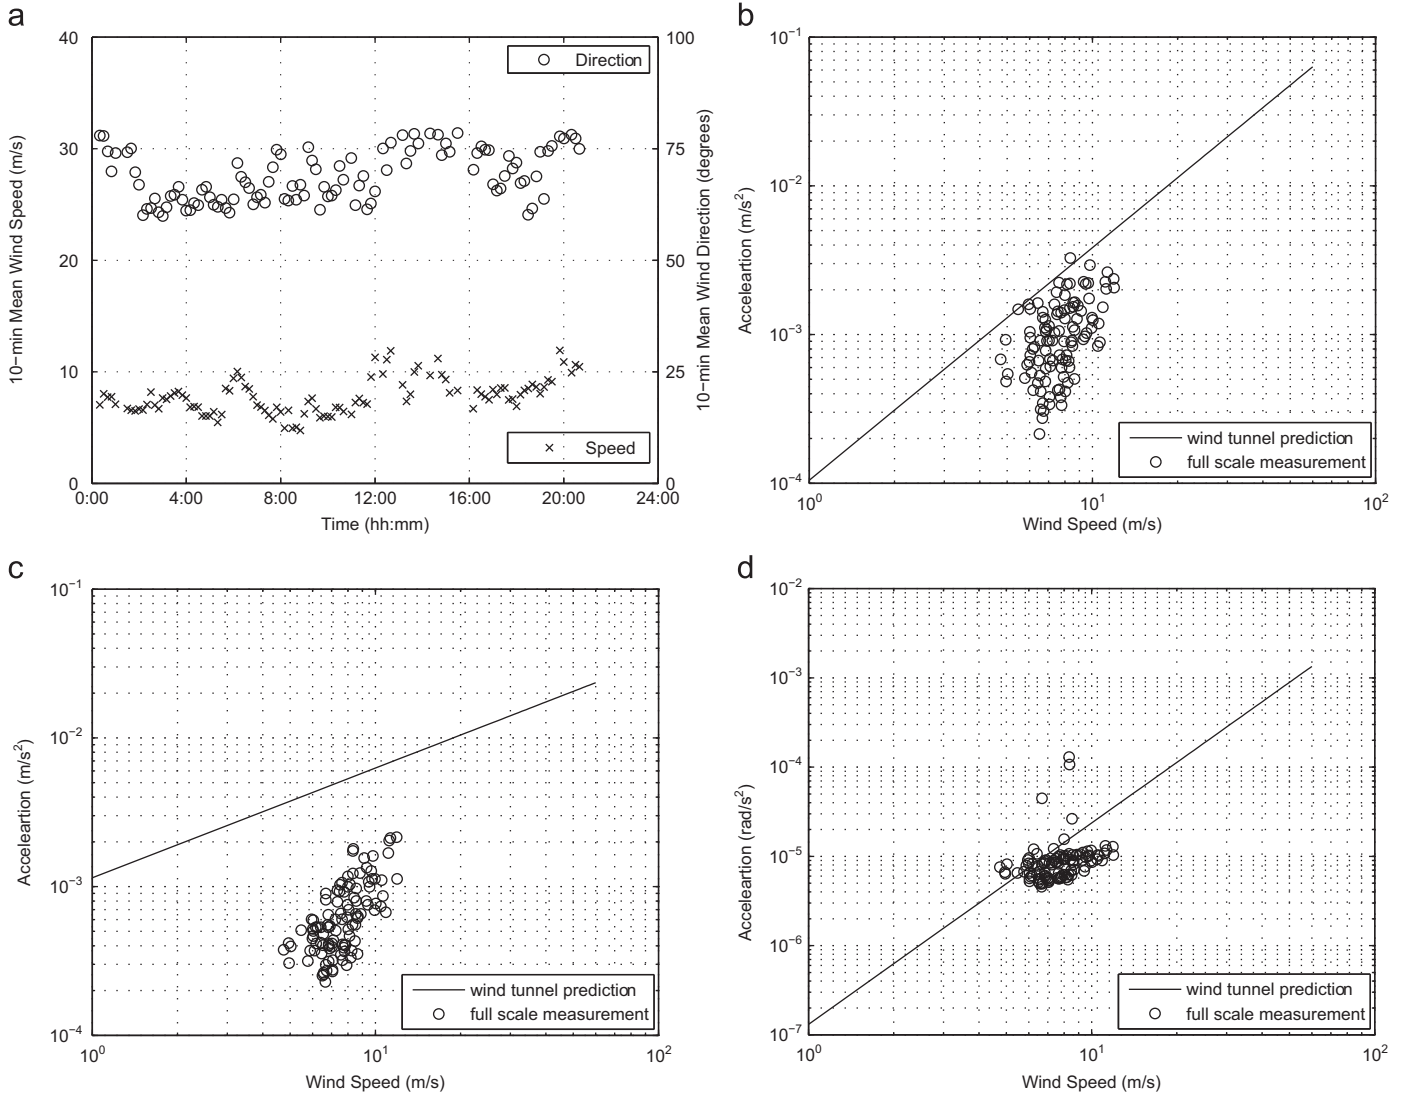 a
40
30
20
10
0
10−min Mean Wind Speed (m/s)
100
75
50
25
0
10−min Mean Wind Direction (degrees)
Direction
Speed
0:00 4:00 8:00 12:00 16:00 20:00 24:00
Time (hh:mm)
b
10−1
10−2
10−3
10−4
Acceleartion (m/s2)
wind tunnel prediction
full scale measurement
100 101 102
Wind Speed (m/s)
c
10−1
10−2
10−3
10−4
Acceleartion (m/s2)
wind tunnel prediction
full scale measurement
100 101 102
Wind Speed (m/s)
d
10−2
10−3
10−4
10−5
10−6
10−7
Acceleartion (rad/s2)
wind tunnel prediction
full scale measurement
100 101 102
Wind Speed (m/s)